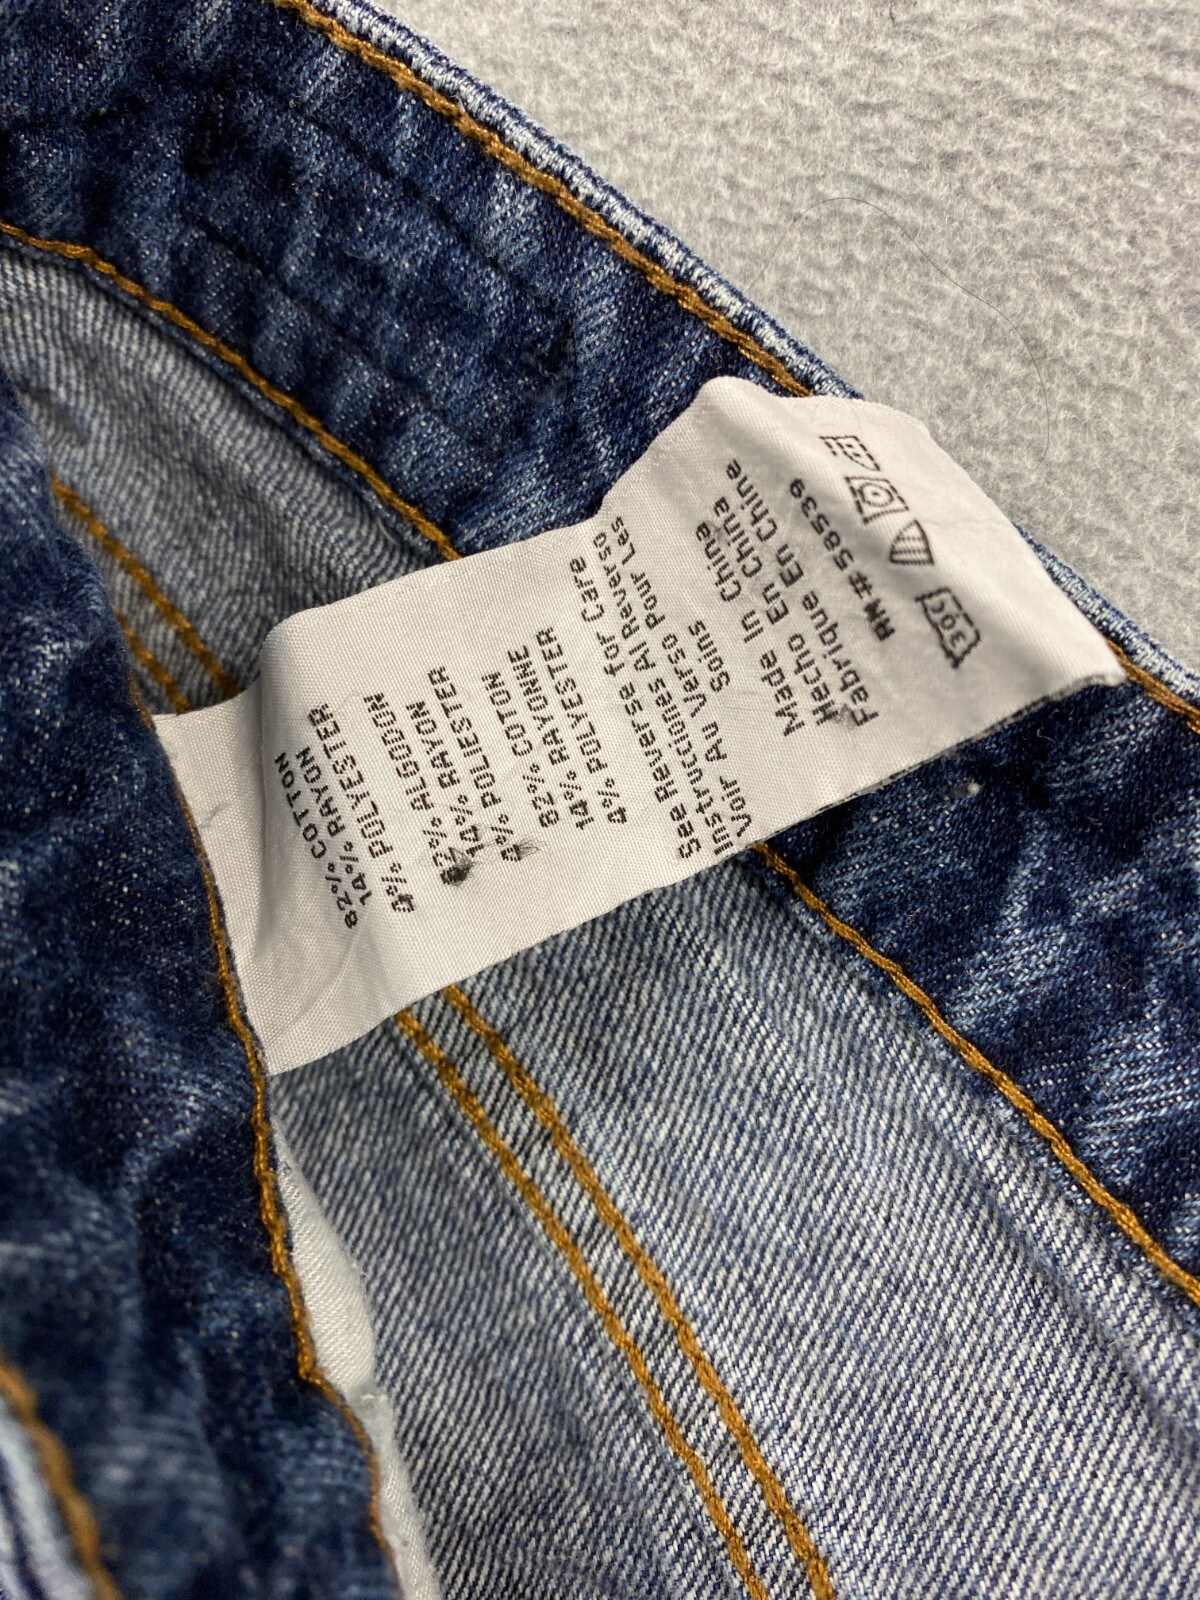 82% COTTON
14% RAYON
4% POLYESTER
82% ALGODON
14% RAYON
4% POLIESTER
82% COTON
14% RAYONNE
4% POLYESTER
See Reverse for Care
Instrucciones Al Reverso
Voir Au Verso Pour Les
Soins
Made In China
Hecho En China
Fabrique En Chine
RN#58539
30C